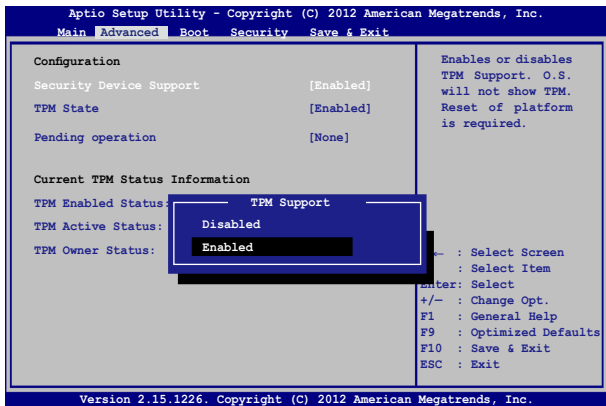 Aptio Setup Utility - Copyright (C) 2012 American Megatrends, Inc.
Main Advanced Boot Security Save & Exit
Configuration
Security Device Support [Enabled]
TPM State [Enabled]
Pending operation [None]
Current TPM Status Information
TPM Enabled Status:
TPM Active Status:
TPM Owner Status:
TPM Support
Disabled
Enabled
Enables or disables
TPM Support. O.S.
will not show TPM.
Reset of platform
is required.
← : Select Screen
: Select Item
Enter: Select
+/— : Change Opt.
F1 : General Help
F9 : Optimized Defaults
F10 : Save & Exit
ESC : Exit
Version 2.15.1226. Copyright (C) 2012 American Megatrends, Inc.